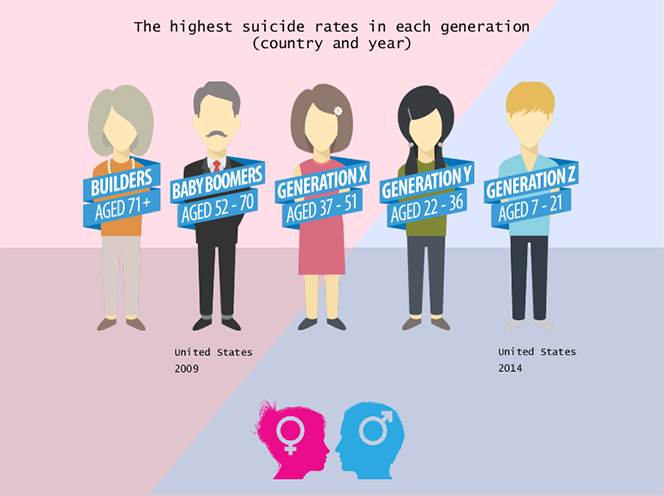 The highest suicide rates in each generation
(country and year)
BUILDERS
AGED 71+
BABY BOOMERS
AGED 52 - 70
GENERATION X
AGED 37 - 51
GENERATION Y
AGED 22 - 36
GENERATION Z
AGED 7 - 21
United States
2009
United States
2014